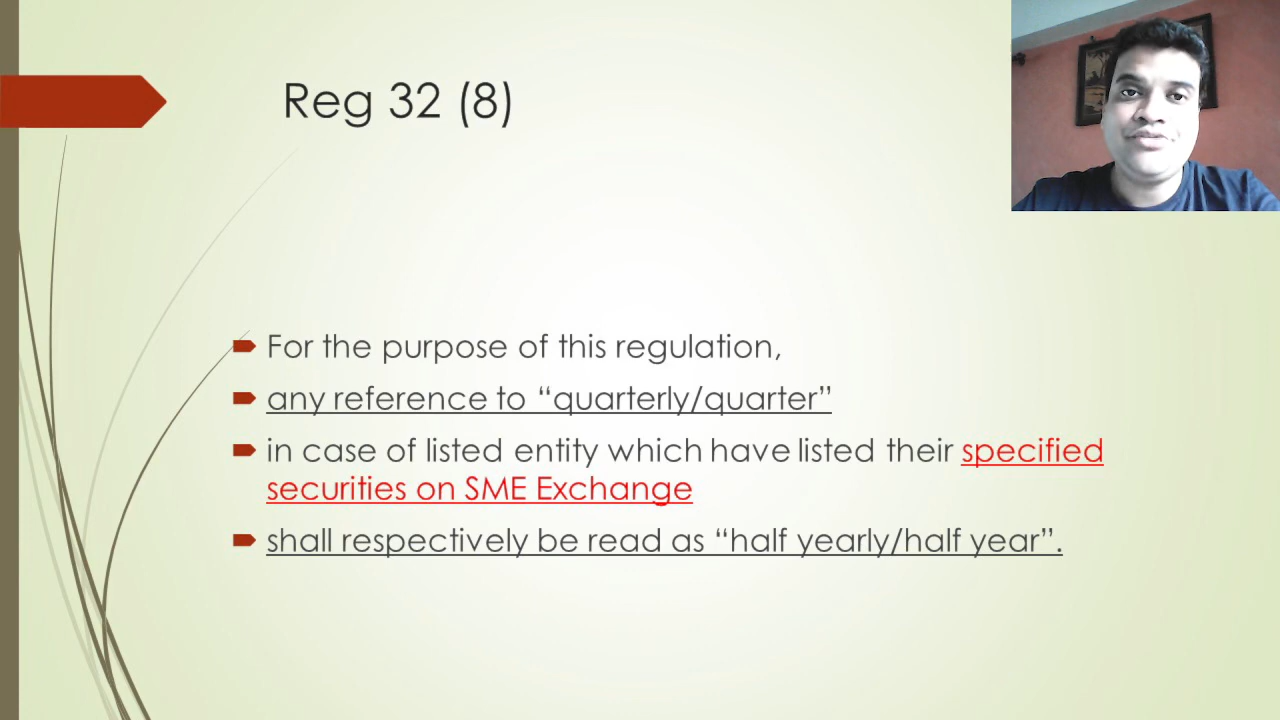 Reg 32 (8)
For the purpose of this regulation,
any reference to “quarterly/quarter”
in case of listed entity which have listed their specified
securities on SME Exchange
shall respectively be read as “half yearly/half year”.